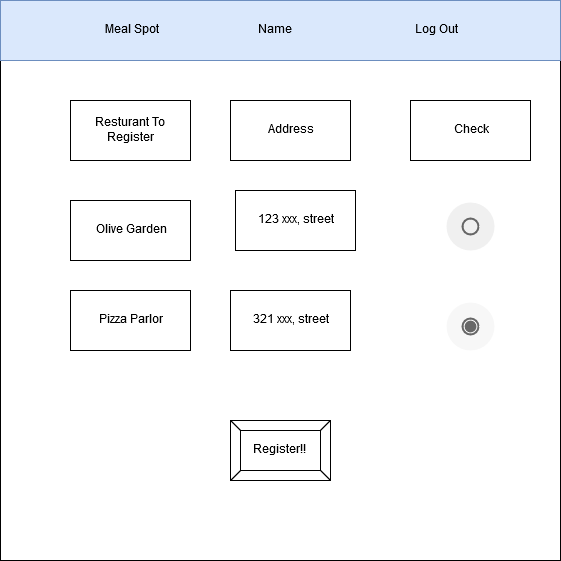 Meal Spot Name Log Out
Resturant To
Register
Address
Check
Olive Garden
123 xxx, street
Pizza Parlor
321 xxx, street
Register!!